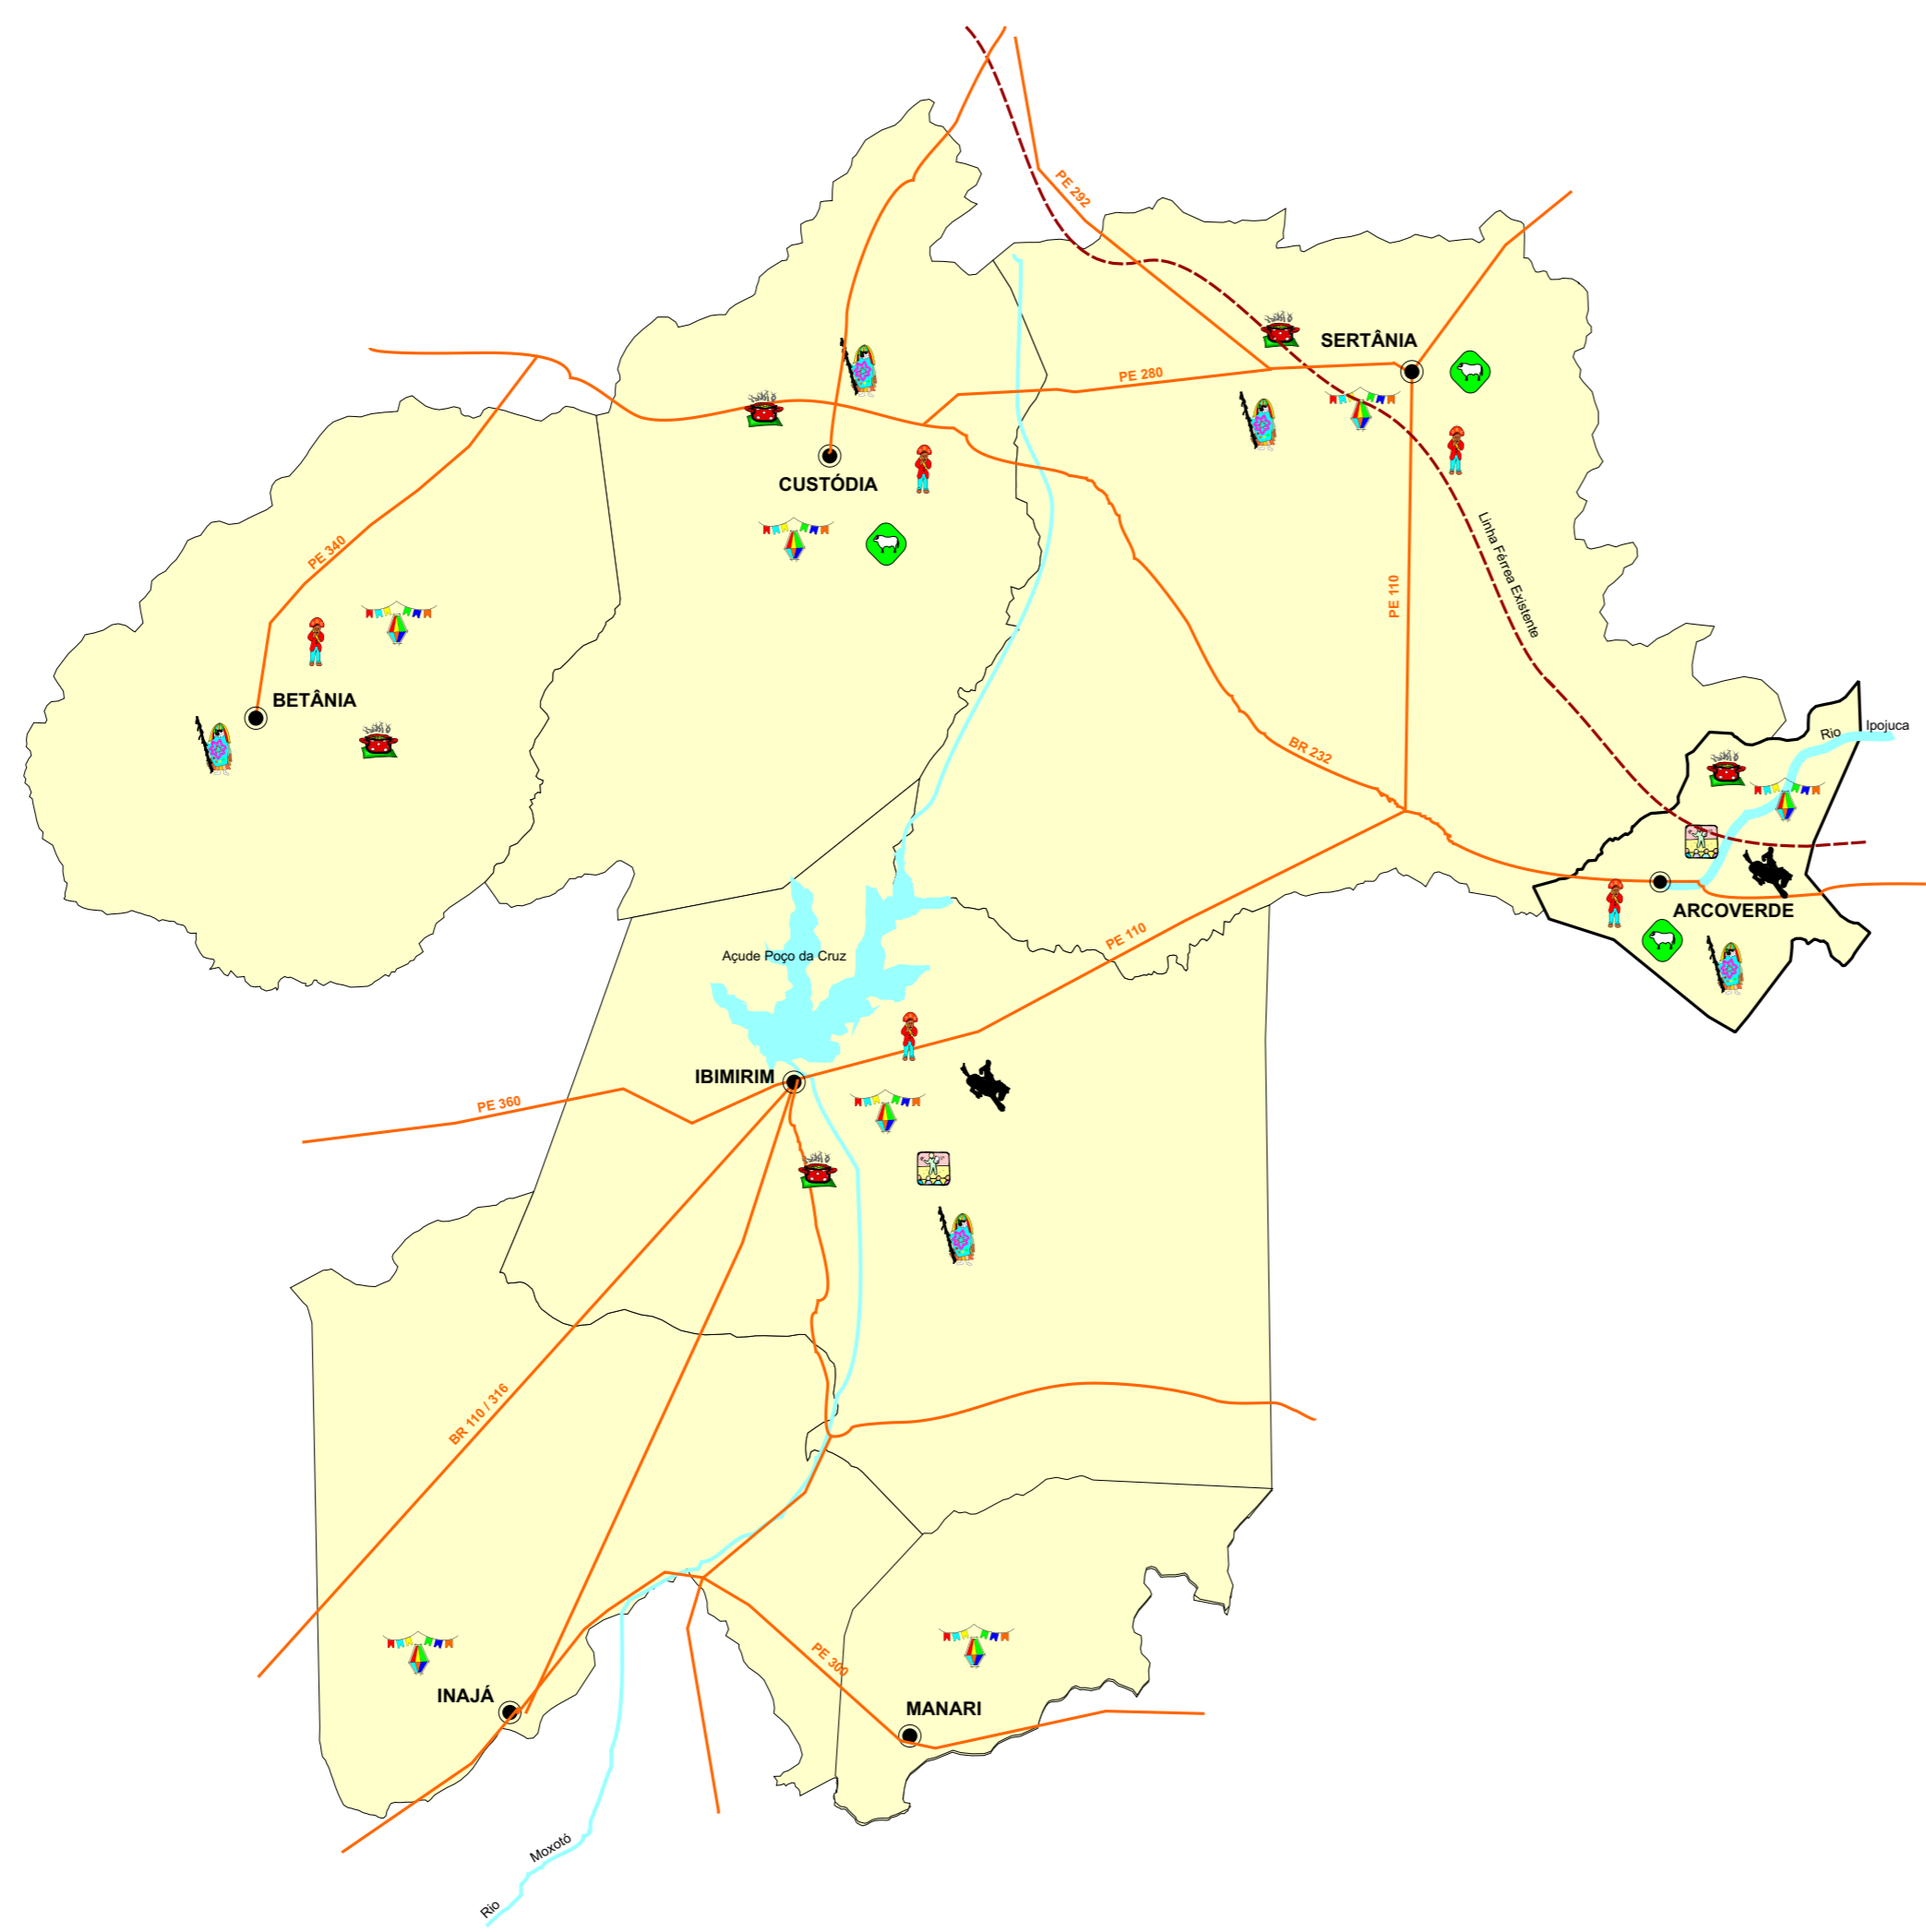 PE 292
SERTÂNIA
PE 280
CUSTÓDIA
Linha Férrea Existente
PE 340
PE 110
BETÂNIA
Rio
Ipojuca
BR 232
ARCOVERDE
PE 110
Açude Poço da Cruz
IBIMIRIM
PE 360
BR 110 / 316
PE 300
INAJÁ
MANARI
Moxotó
Rio